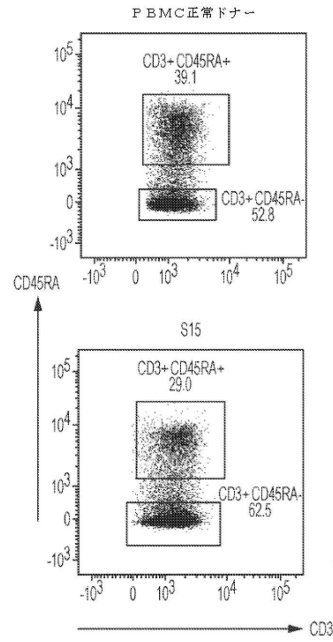 PBMC正常ドナー
CD3+CD45RA+
39.1
CD3+CD45RA-
52.8
10⁵
10⁴
10³
0
-10³
-10³ 0 10³ 10⁴ 10⁵
CD45RA
S15
CD3+CD45RA+
29.0
CD3+CD45RA-
62.5
10⁵
10⁴
10³
0
-10³
-10³ 0 10³ 10⁴ 10⁵
CD3